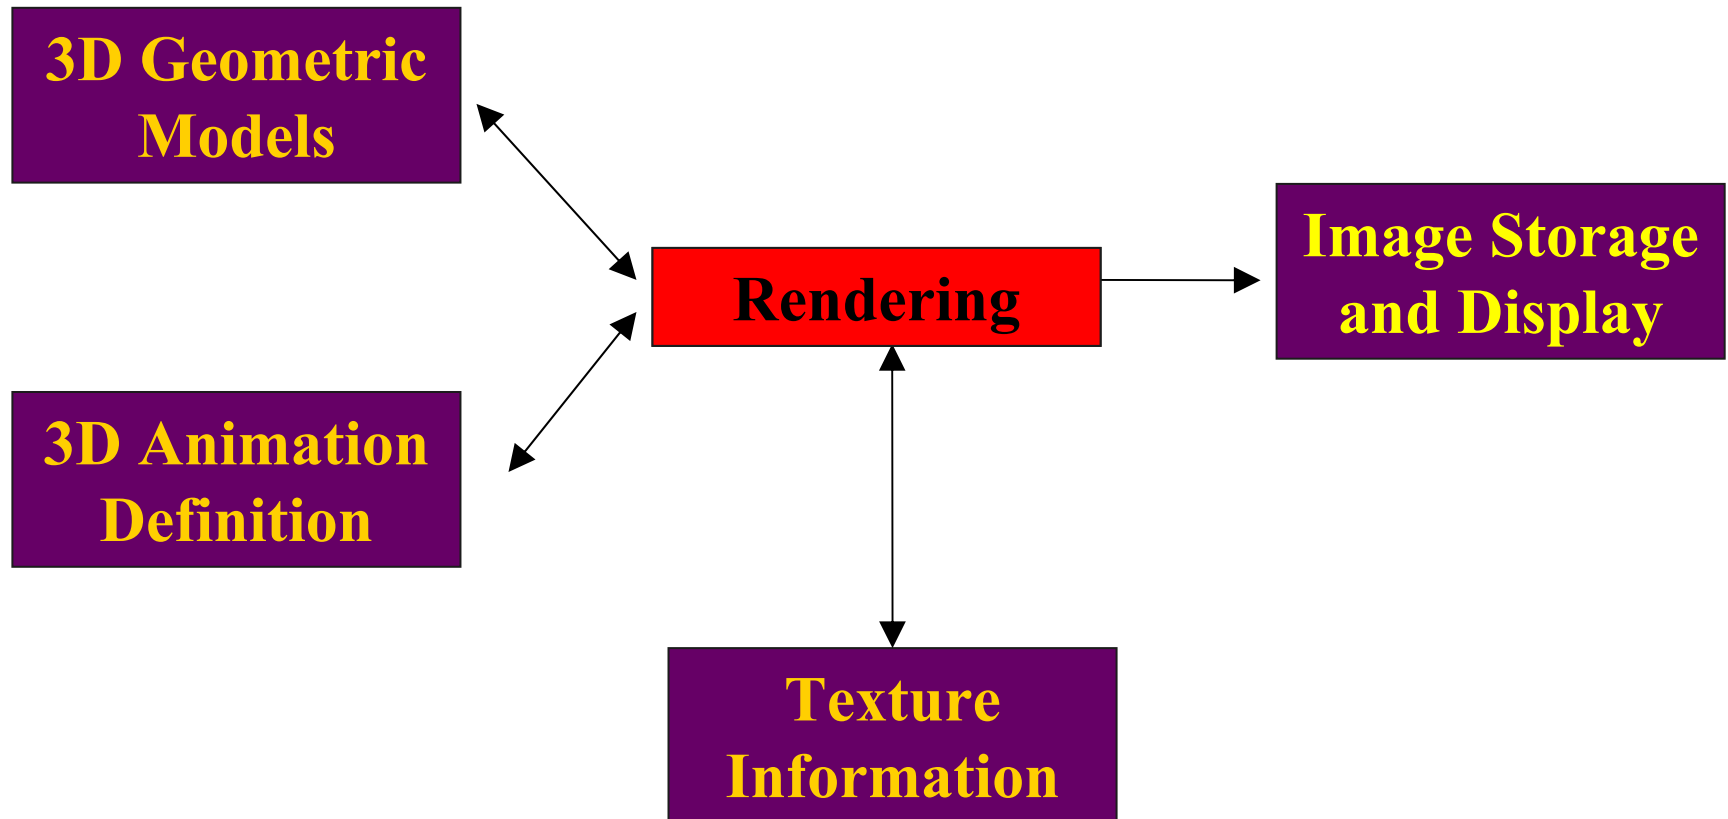 3D Geometric
Models
Rendering
Image Storage
and Display
3D Animation
Definition
Texture
Information